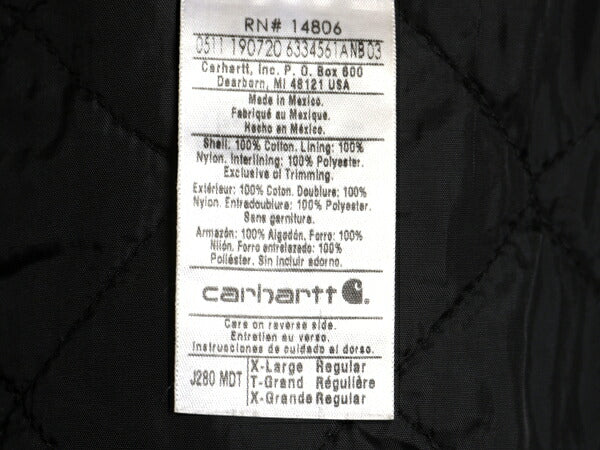 RN# 14806
0511 190720 6334561ANB 03
Carhartt, Inc. P. O. Box 600
Dearborn, MI 48121 USA
Made in Mexico.
Fabriqué au Mexique.
Hecho en México.
Shell: 100% Cotton. Lining: 100%
Nylon. Interlining: 100% Polyester.
Exclusive of Trimming.
Extérieur: 100% Coton. Doublure: 100%
Nylon. Entredoublure: 100% Polyester.
Sans garniture.
Armazón: 100% Algodón. Forro: 100%
Nilón. Forro entrelazado: 100%
Poliéster. Sin incluir adorno.
carhartt
Care on reverse side.
Entretien au verso.
Instrucciones de cuidado al dorso.
J280 MDT
X-Large Regular
T-Grand Régulière
X-Grande Regular